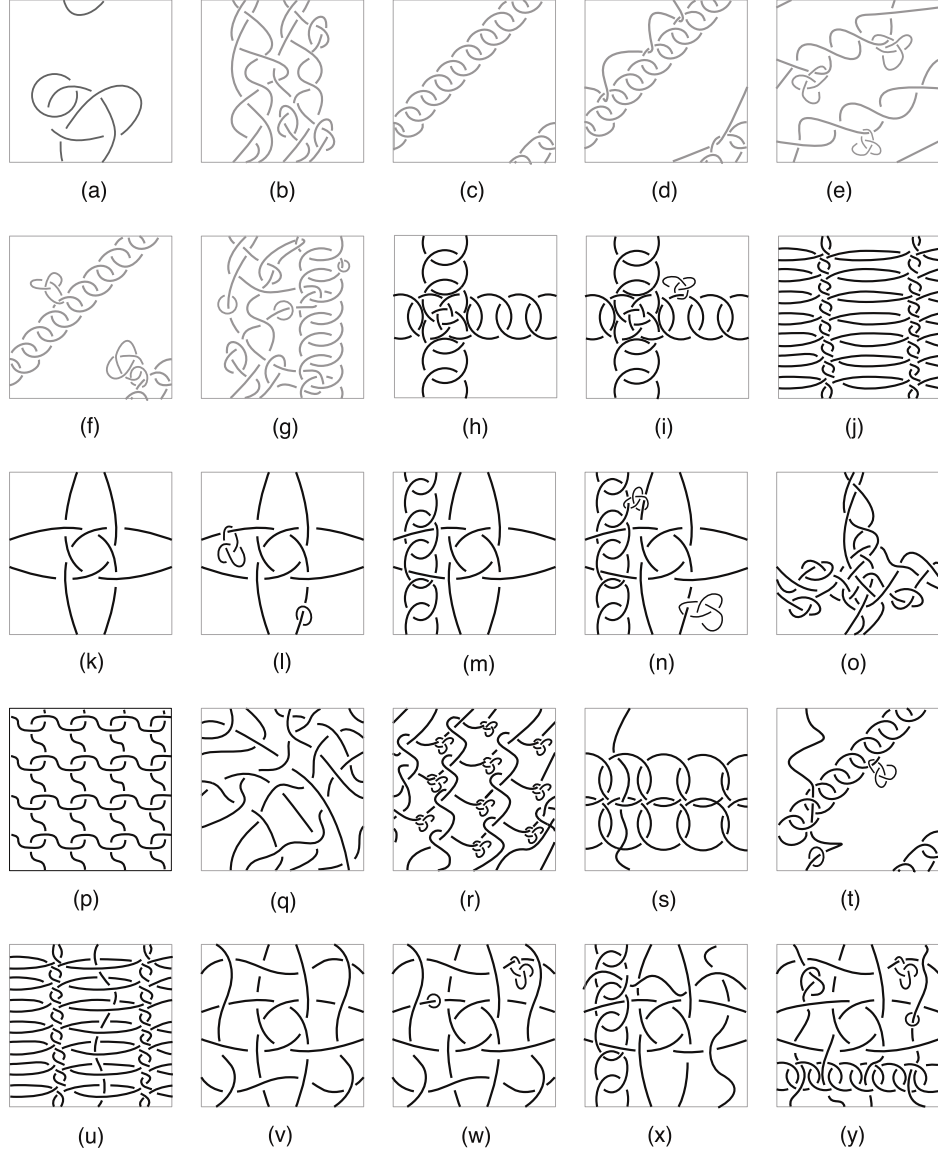 (a) (b) (c) (d) (e)
(f) (g) (h) (i) (j)
(k) (l) (m) (n) (o)
(p) (q) (r) (s) (t)
(u) (v) (w) (x) (y)